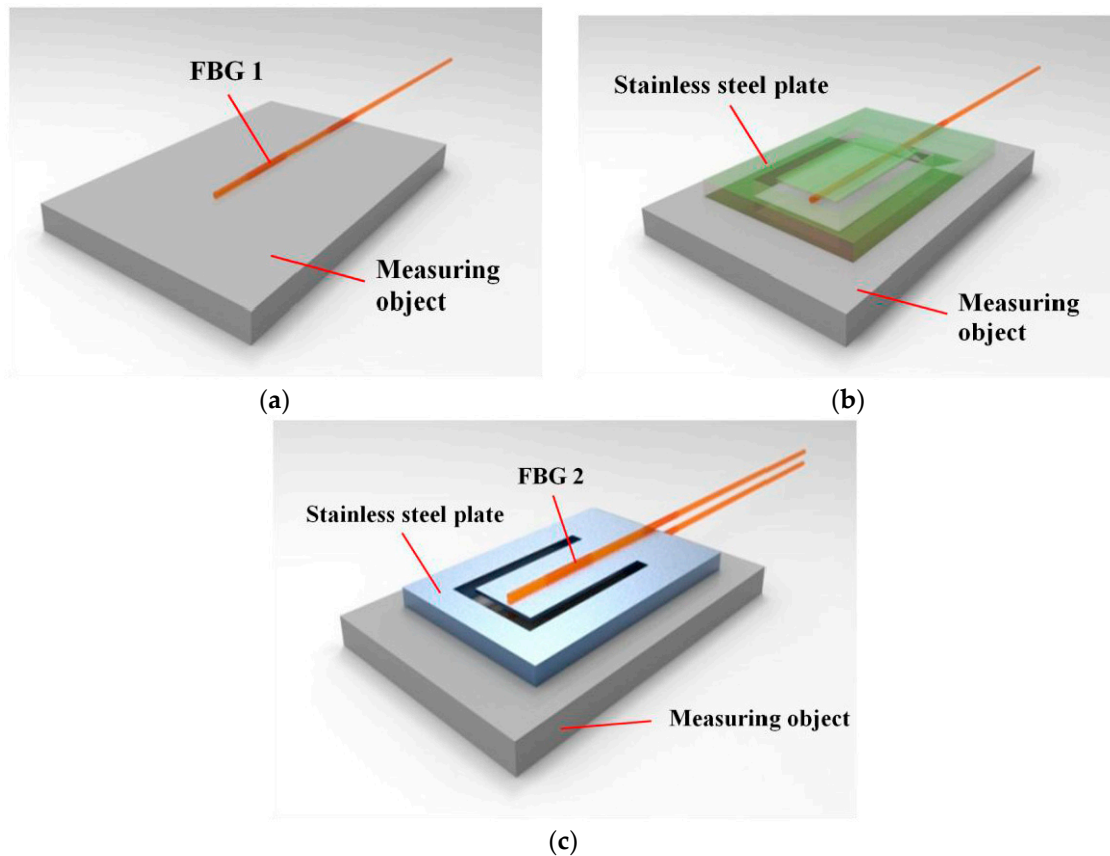 FBG 1
Measuring
object
(a)
Stainless steel plate
Measuring
object
(b)
FBG 2
Stainless steel plate
Measuring object
(c)